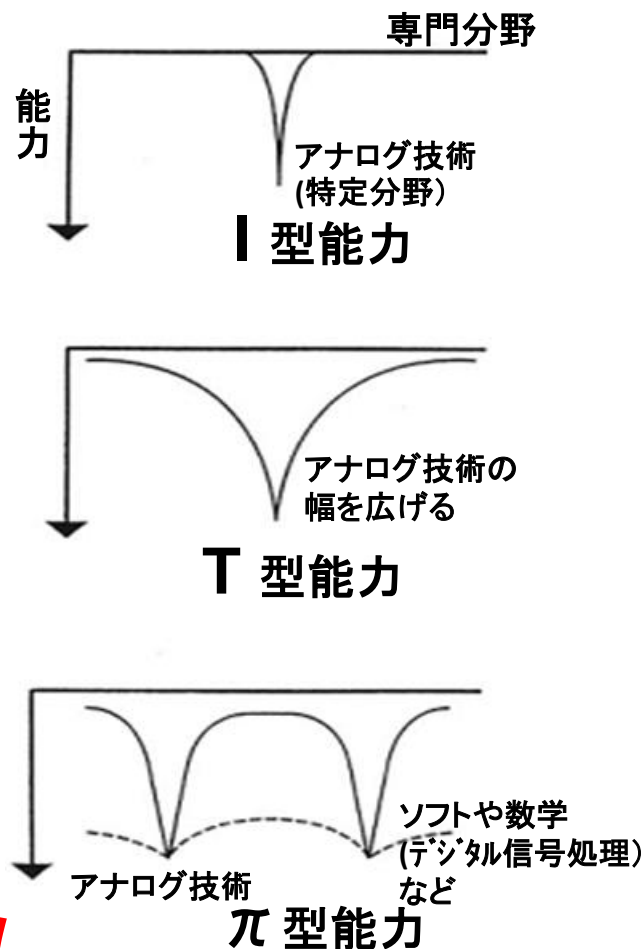 専門分野
能力
アナログ技術
(特定分野）
I 型能力
アナログ技術の
幅を広げる
T 型能力
ソフトや数学
(ﾃﾞｼﾞﾀﾙ信号処理)
など
アナログ技術
π 型能力